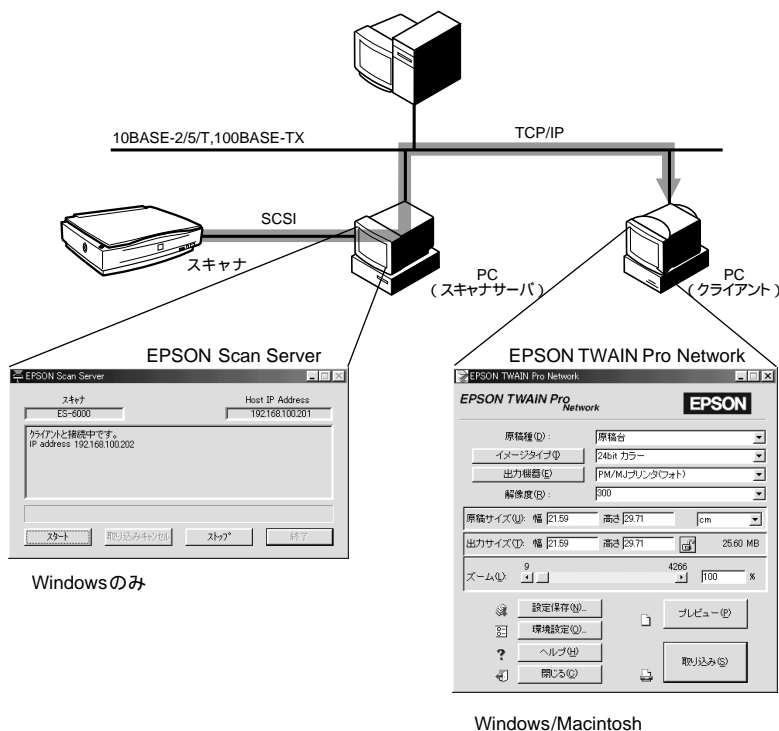 10BASE-2/5/T,100BASE-TX
TCP/IP
SCSI
スキャナ
PC
（スキャナサーバ）
PC
（クライアント）
EPSON Scan Server
EPSON Scan Server
スキャナ
Host IP Address
ES-6000
192.168.100.201
クライアントと接続中です。
IP address 192.168.100.202
スタート
取り込みキャンセル
ストップ
終了
Windowsのみ
EPSON TWAIN Pro Network
EPSON TWAIN Pro Network
EPSON TWAIN Pro
Network
EPSON
原稿種(D)：
原稿台
イメージタイプ(I)
24bit カラー
出力機器(E)
PM/MJプリンタ(フォト)
解像度(R)：
300
原稿サイズ(U): 幅 21.59 高さ 29.71 cm
出力サイズ(T): 幅 21.59 高さ 29.71 25.60 MB
9 4266
ズーム(L): 100 %
設定保存(N)...
環境設定(O)...
? ヘルプ(H)
閉じる(C)
プレビュー(P)
取り込み(S)
Windows/Macintosh